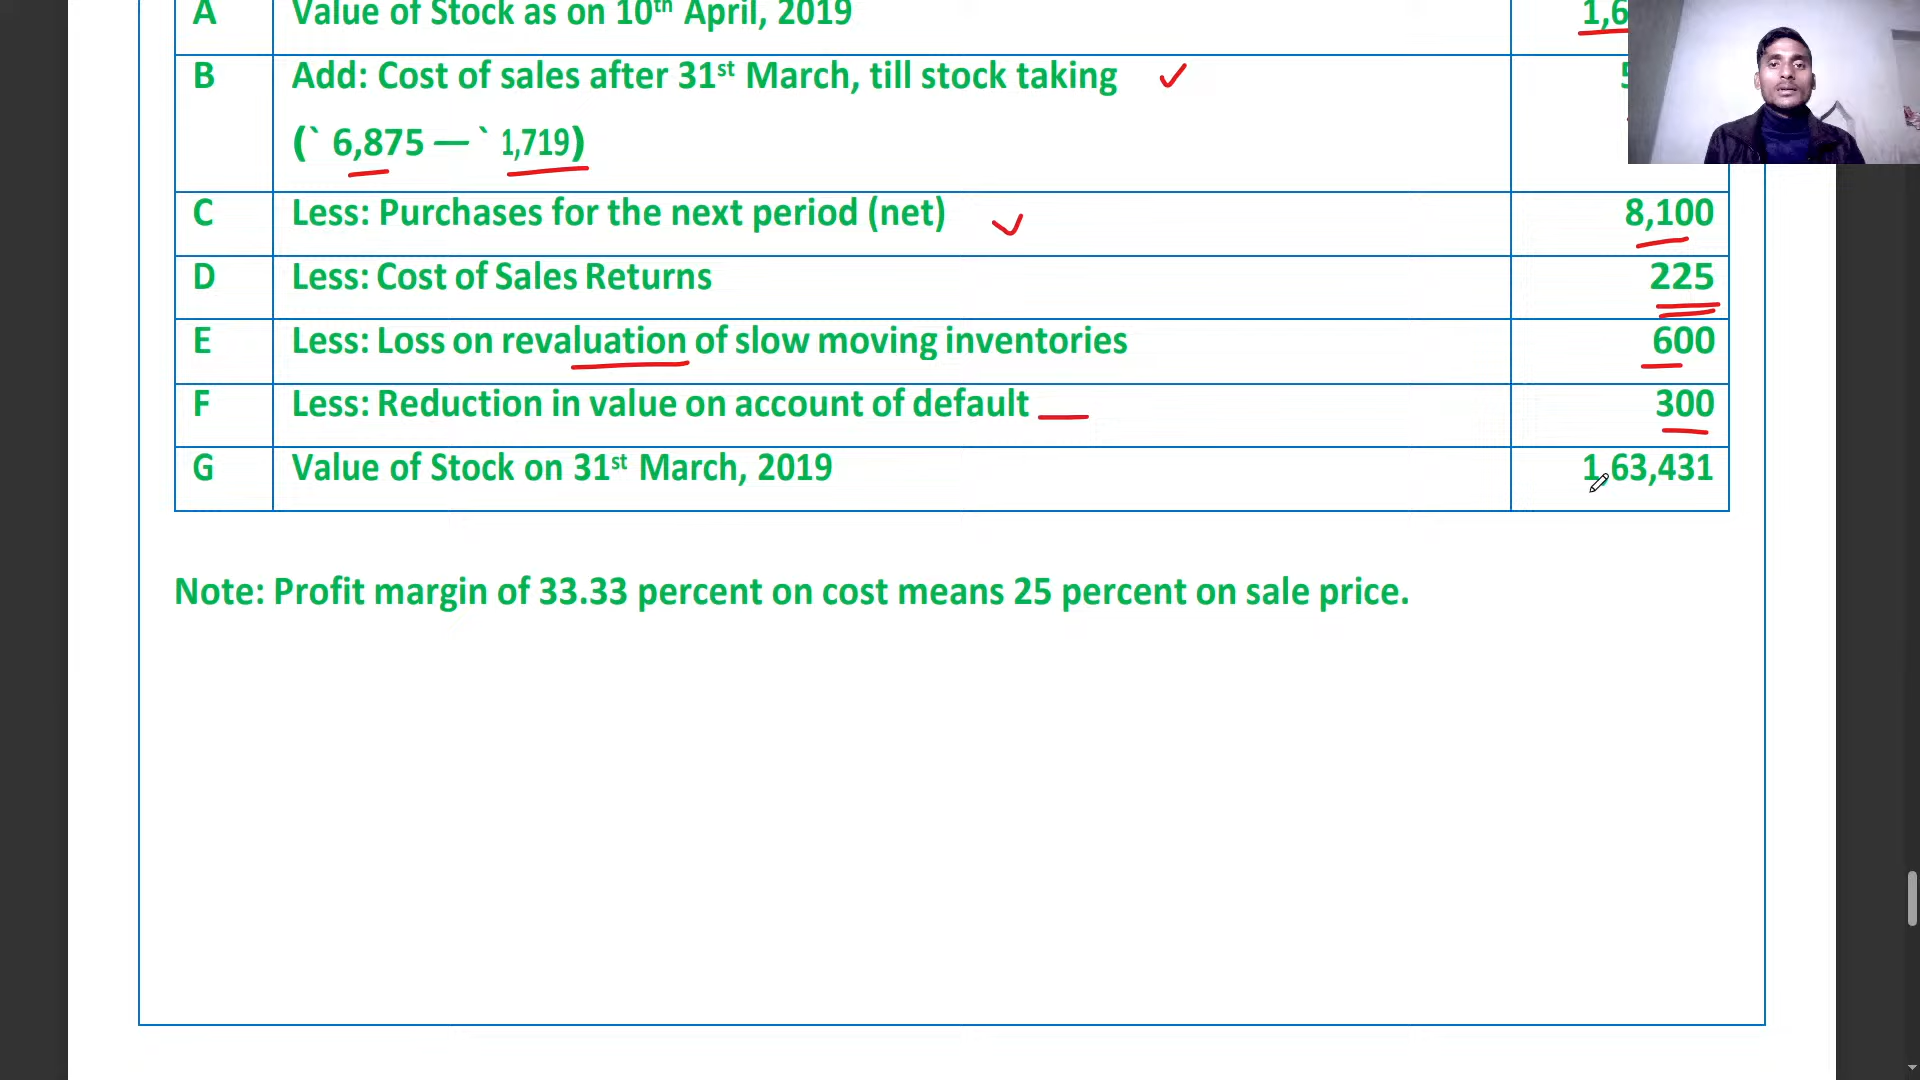 A Value of Stock as on 10th April, 2019 1,6
B Add: Cost of sales after 31st March, till stock taking
(` 6,875 — ` 1,719)
C Less: Purchases for the next period (net) 8,100
D Less: Cost of Sales Returns 225
E Less: Loss on revaluation of slow moving inventories 600
F Less: Reduction in value on account of default 300
G Value of Stock on 31st March, 2019 1,63,431
Note: Profit margin of 33.33 percent on cost means 25 percent on sale price.